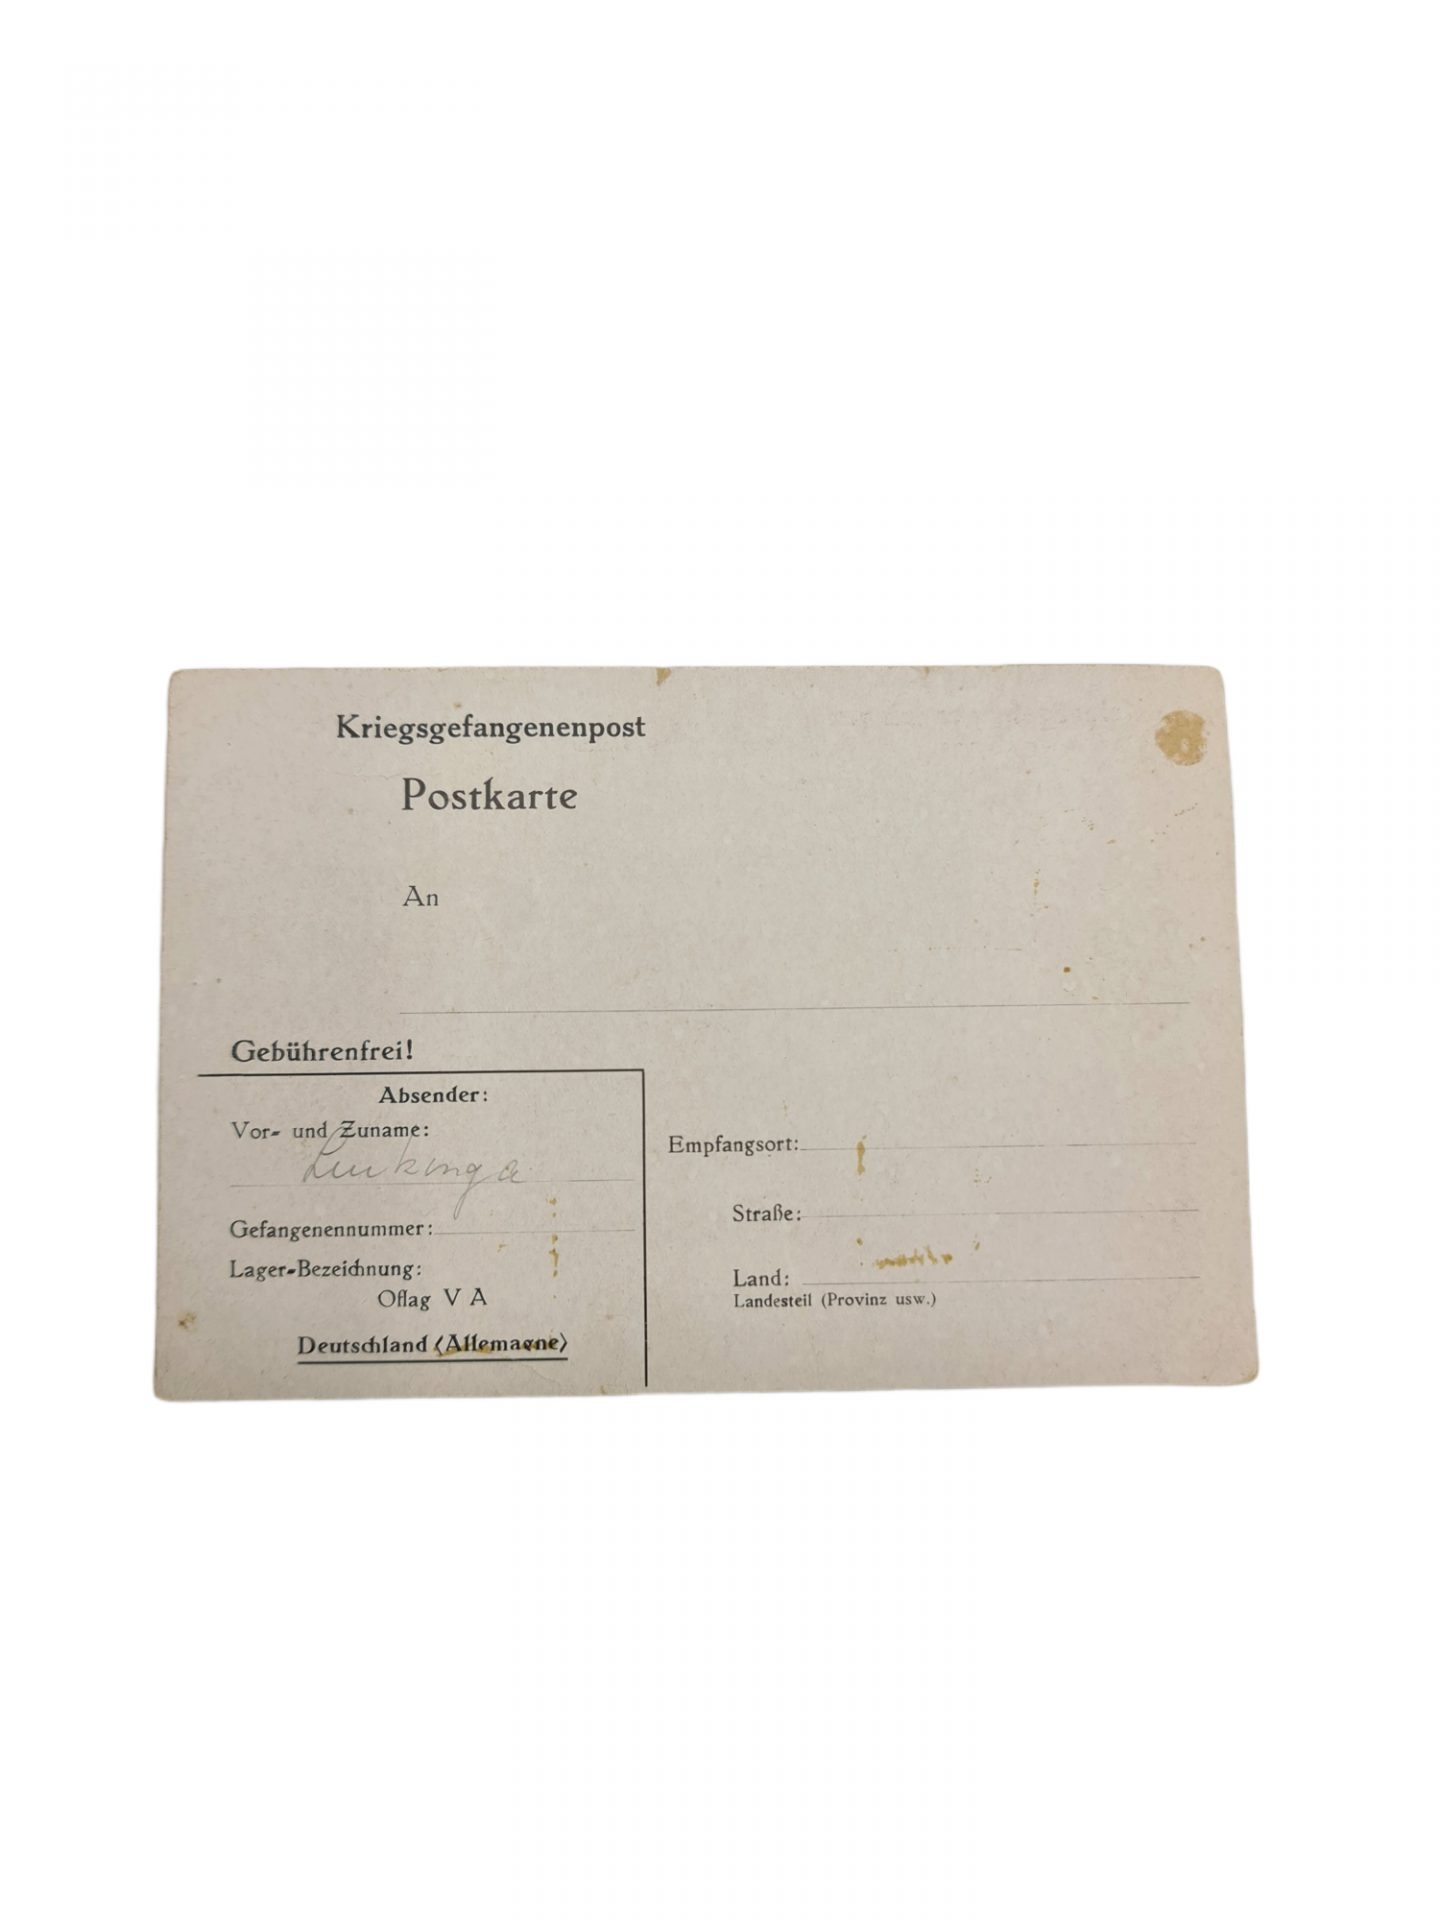 Kriegsgefangenenpost
Postkarte
An
Gebührenfrei!
Absender:
Vor- und Zuname:
Gefangenennummer:
Lager-Bezeichnung:
Oflag V A
Deutschland (Allemagne)
Empfangsort:
Straße:
Land:
Landesteil (Provinz usw.)